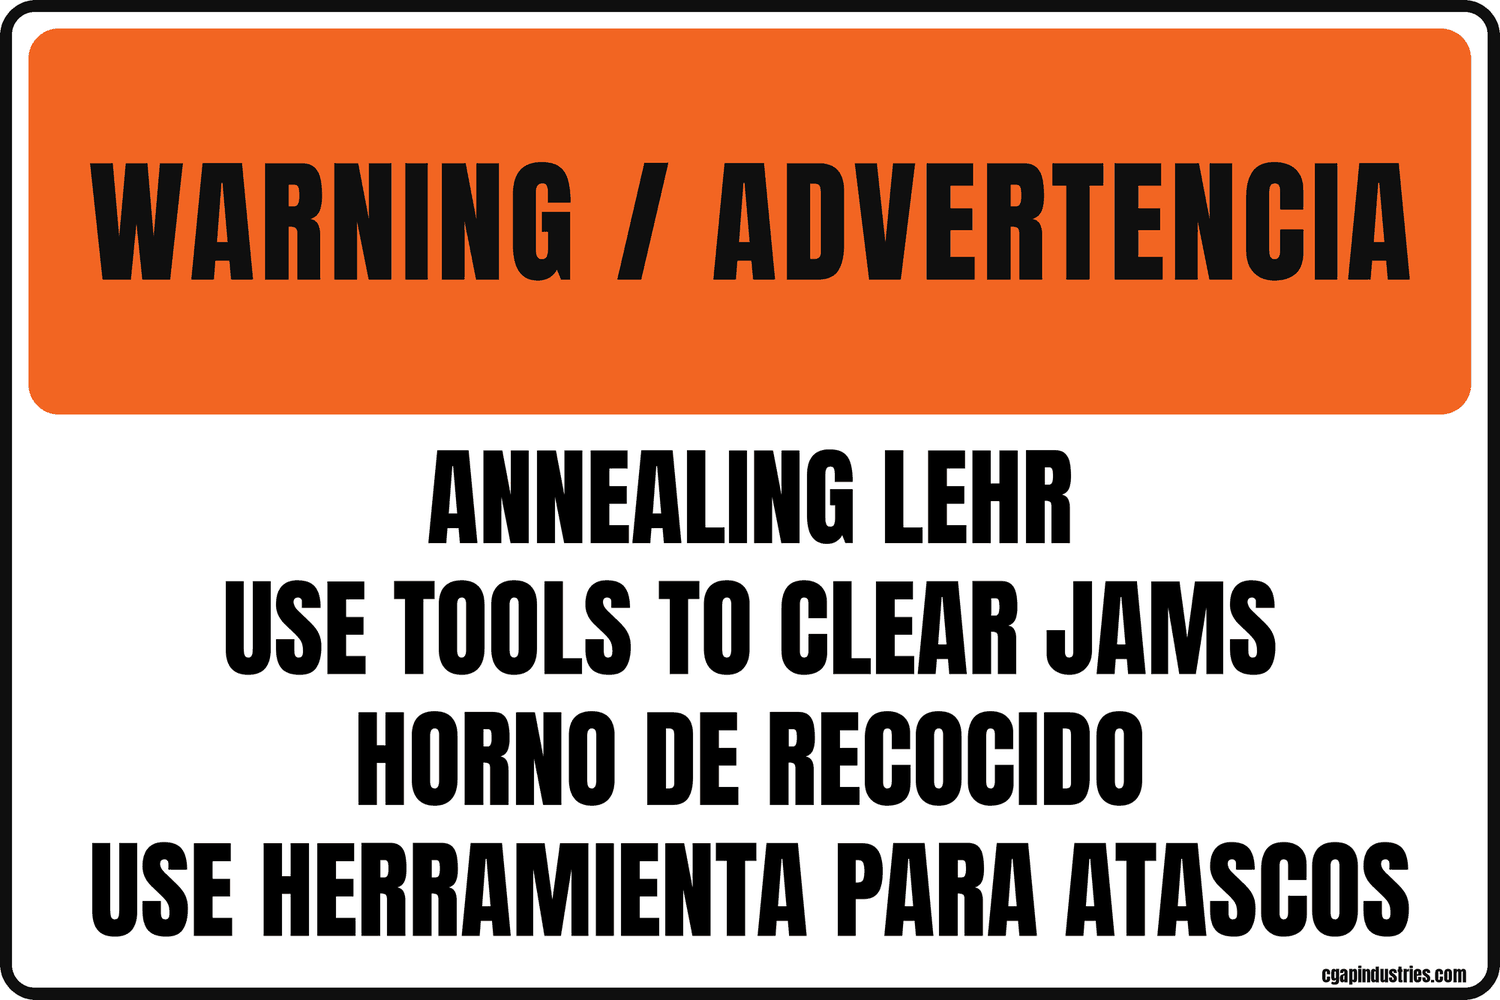 WARNING / ADVERTENCIA
ANNEALING LEHR
USE TOOLS TO CLEAR JAMS
HORNO DE RECOCIDO
USE HERRAMIENTA PARA ATASCOS
cgapindustries.com